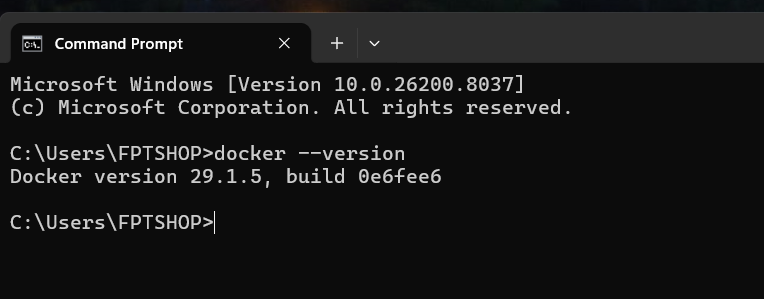 Command Prompt
Microsoft Windows [Version 10.0.26200.8037]
(c) Microsoft Corporation. All rights reserved.
C:\Users\FPTSHOP>docker --version
Docker version 29.1.5, build 0e6fee6
C:\Users\FPTSHOP>